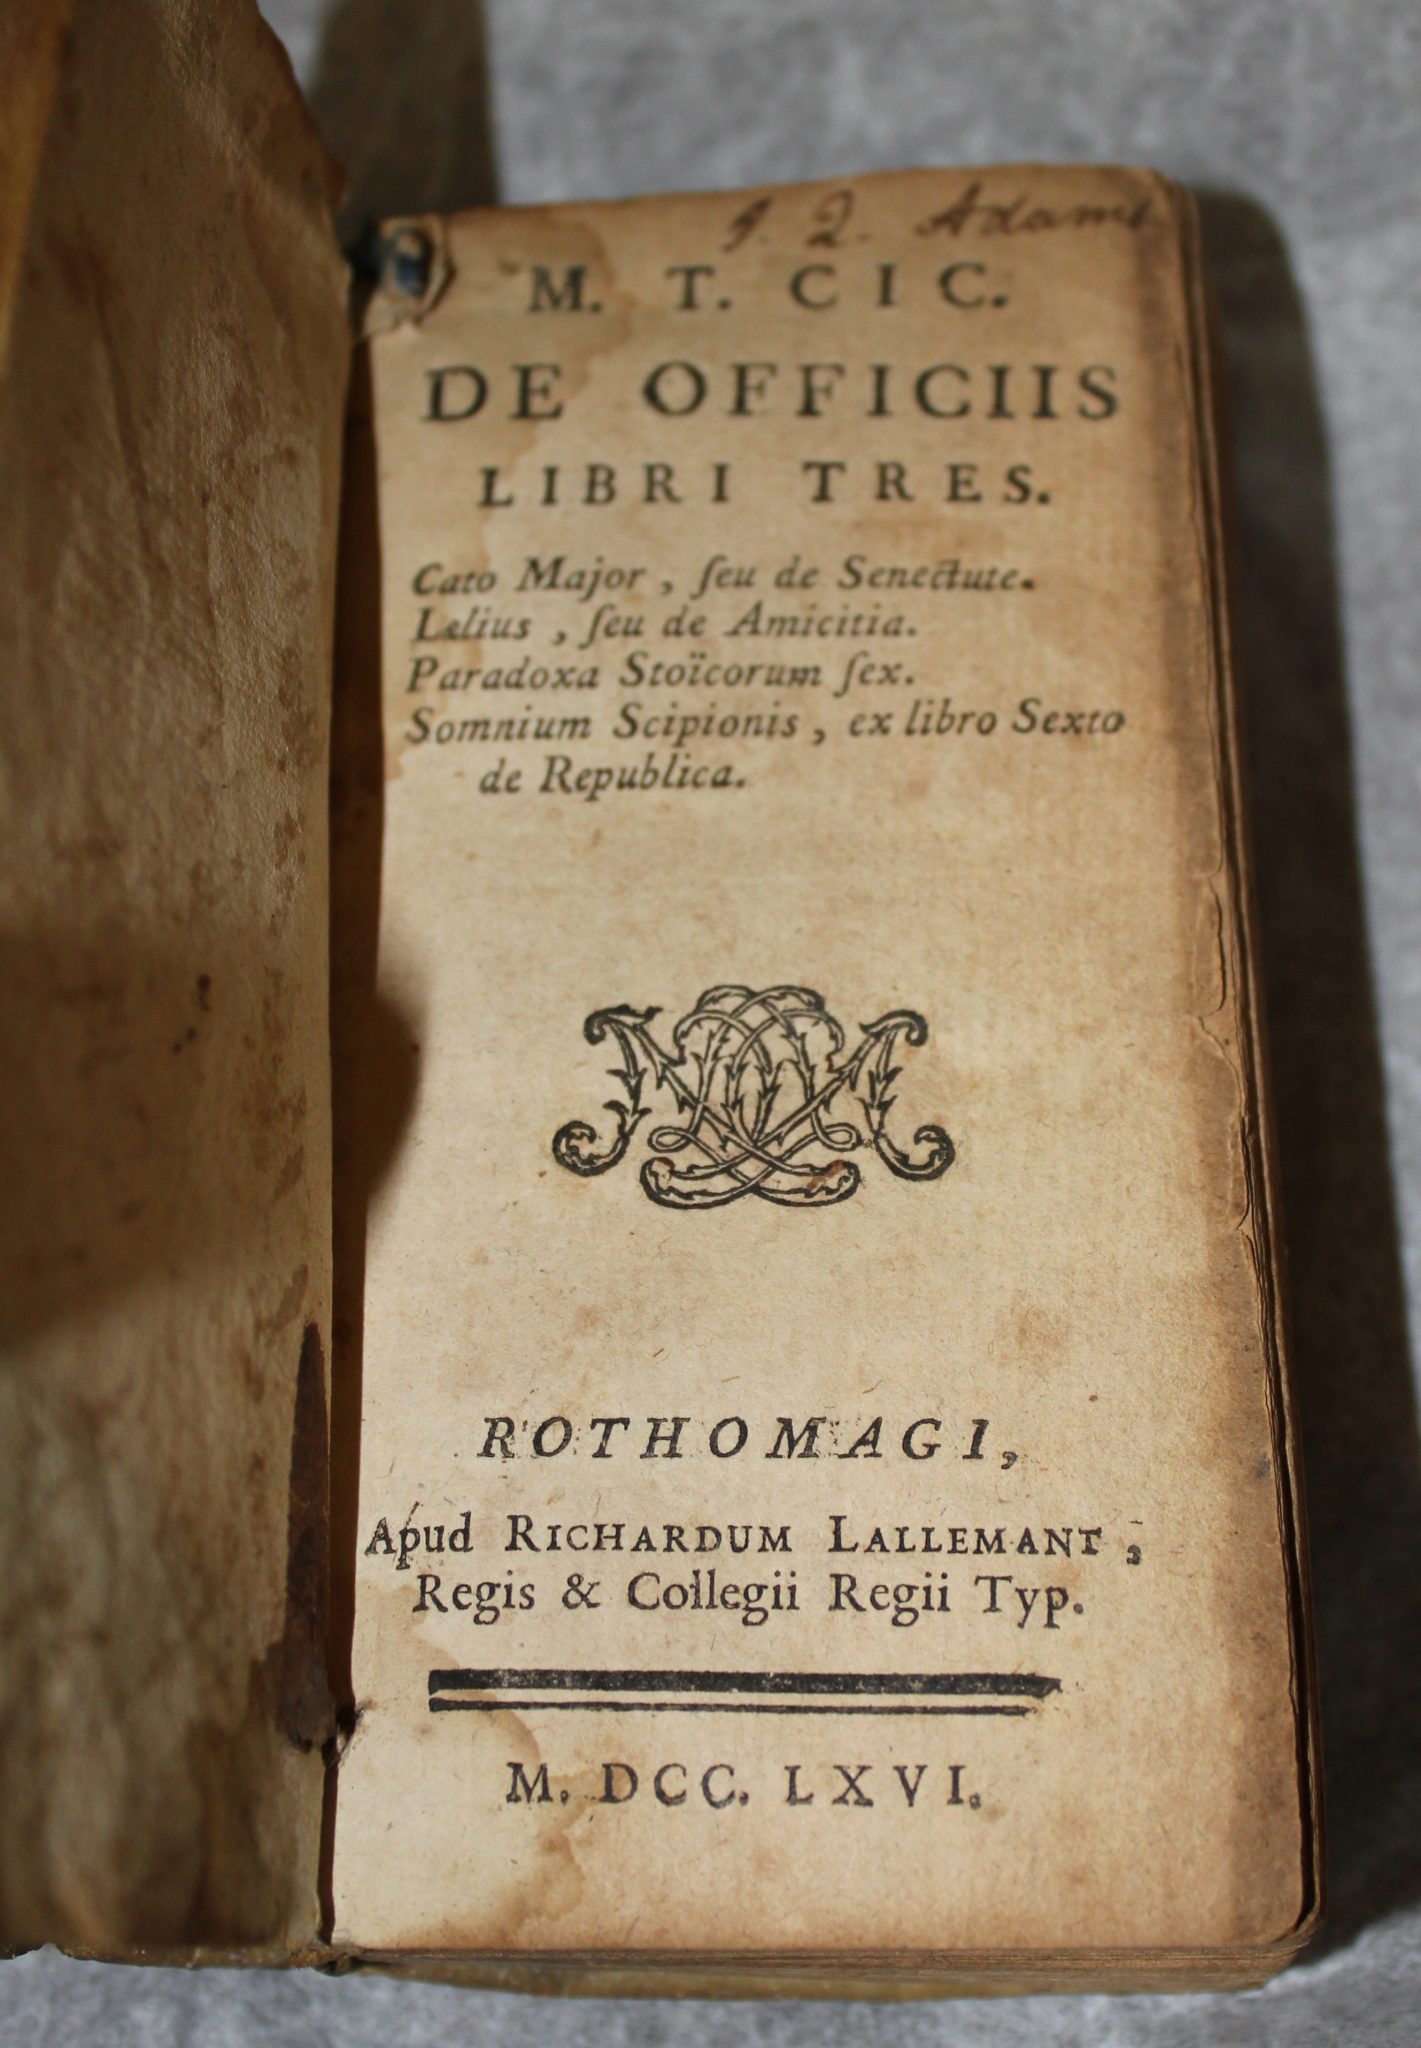 J. Q. Adams.
M. T. CIC.
DE OFFICIIS
LIBRI TRES.
Cato Major, ſeu de Senectute.
Lælius, ſeu de Amicitia.
Paradoxa Stoïcorum ſex.
Somnium Scipionis, ex libro Sexto
de Republica.
ROTHOMAGI,
Apud RICHARDUM LALLEMANT,
Regis & Collegii Regii Typ.
M. DCC. LXVI.